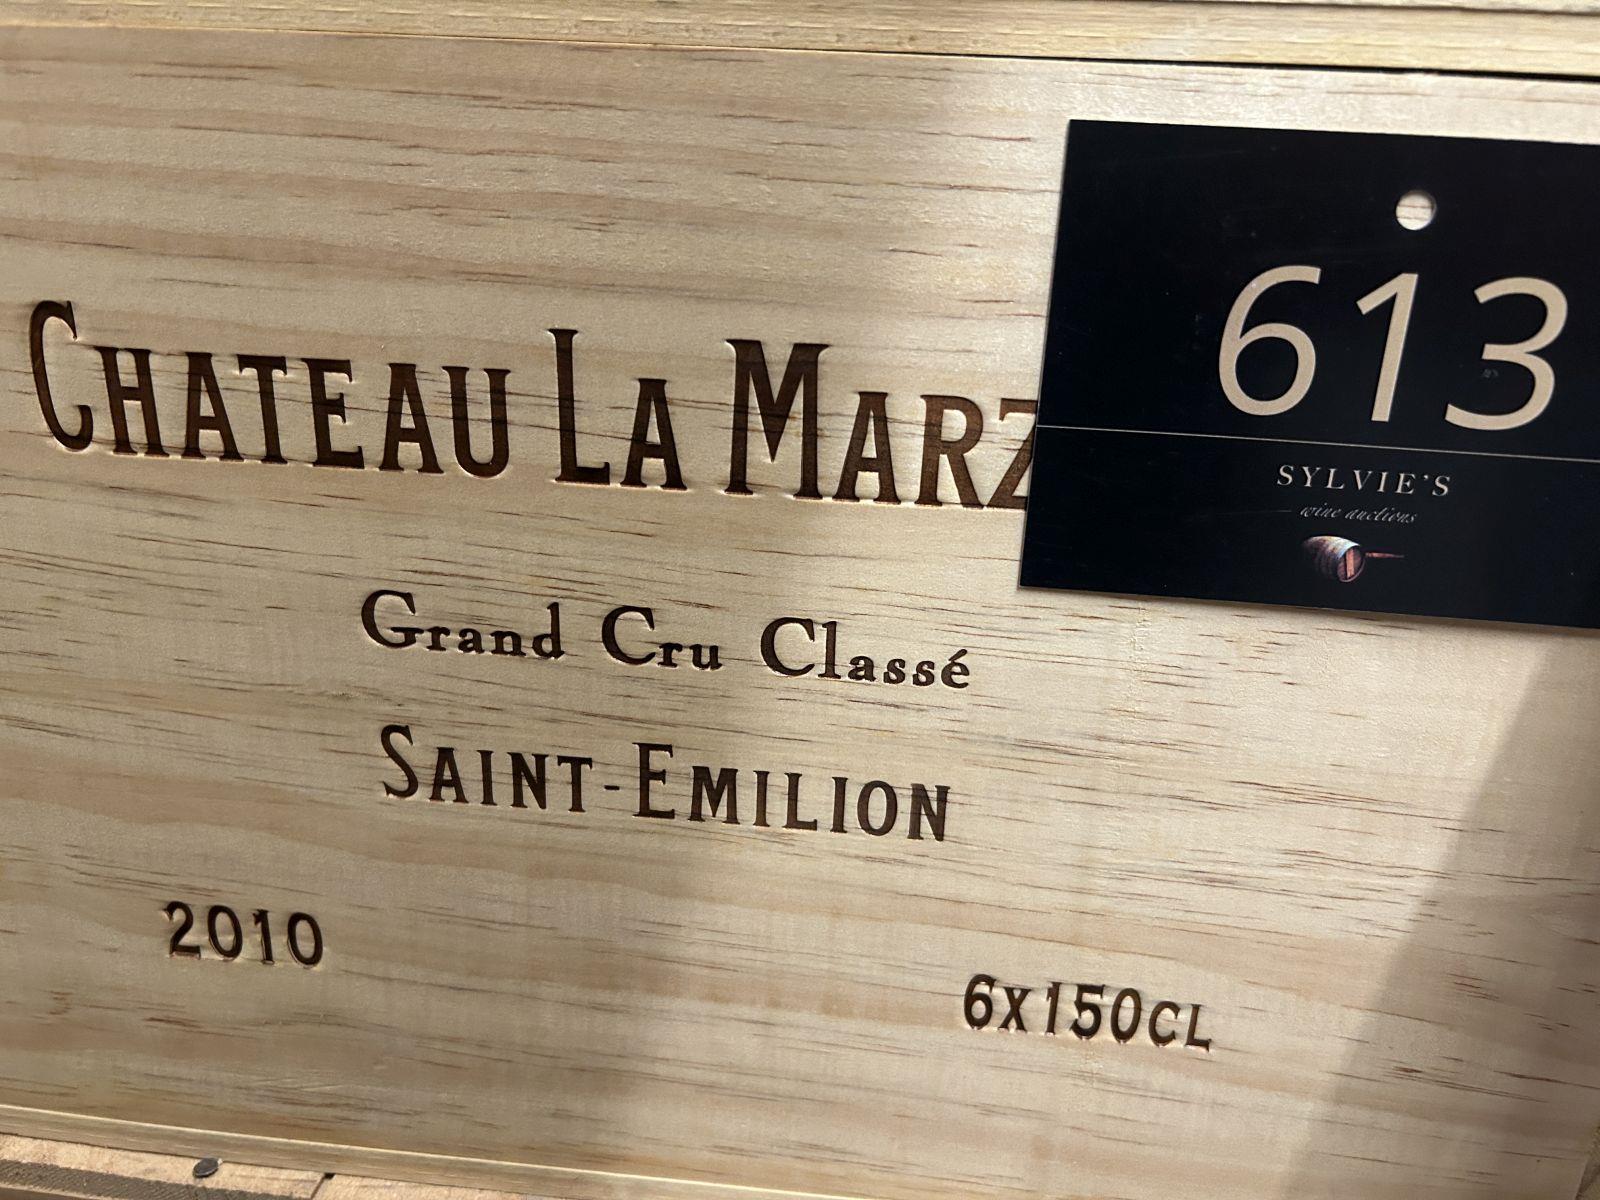 CHATEAU LA MARZ
Grand Cru Classé
SAINT-EMILION
2010
6X150CL
613
SYLVIE'S
wine auctions